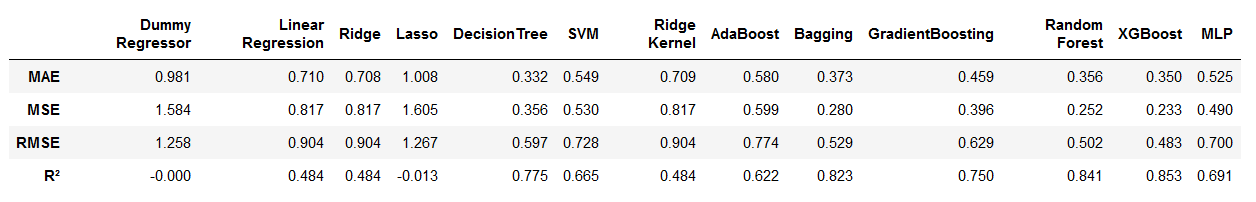 Dummy Regressor Linear Regression Ridge Lasso DecisionTree SVM Ridge Kernel AdaBoost Bagging GradientBoosting Random Forest XGBoost MLP
MAE 0.981 0.710 0.708 1.008 0.332 0.549 0.709 0.580 0.373 0.459 0.356 0.350 0.525
MSE 1.584 0.817 0.817 1.605 0.356 0.530 0.817 0.599 0.280 0.396 0.252 0.233 0.490
RMSE 1.258 0.904 0.904 1.267 0.597 0.728 0.904 0.774 0.529 0.629 0.502 0.483 0.700
R² -0.000 0.484 0.484 -0.013 0.775 0.665 0.484 0.622 0.823 0.750 0.841 0.853 0.691